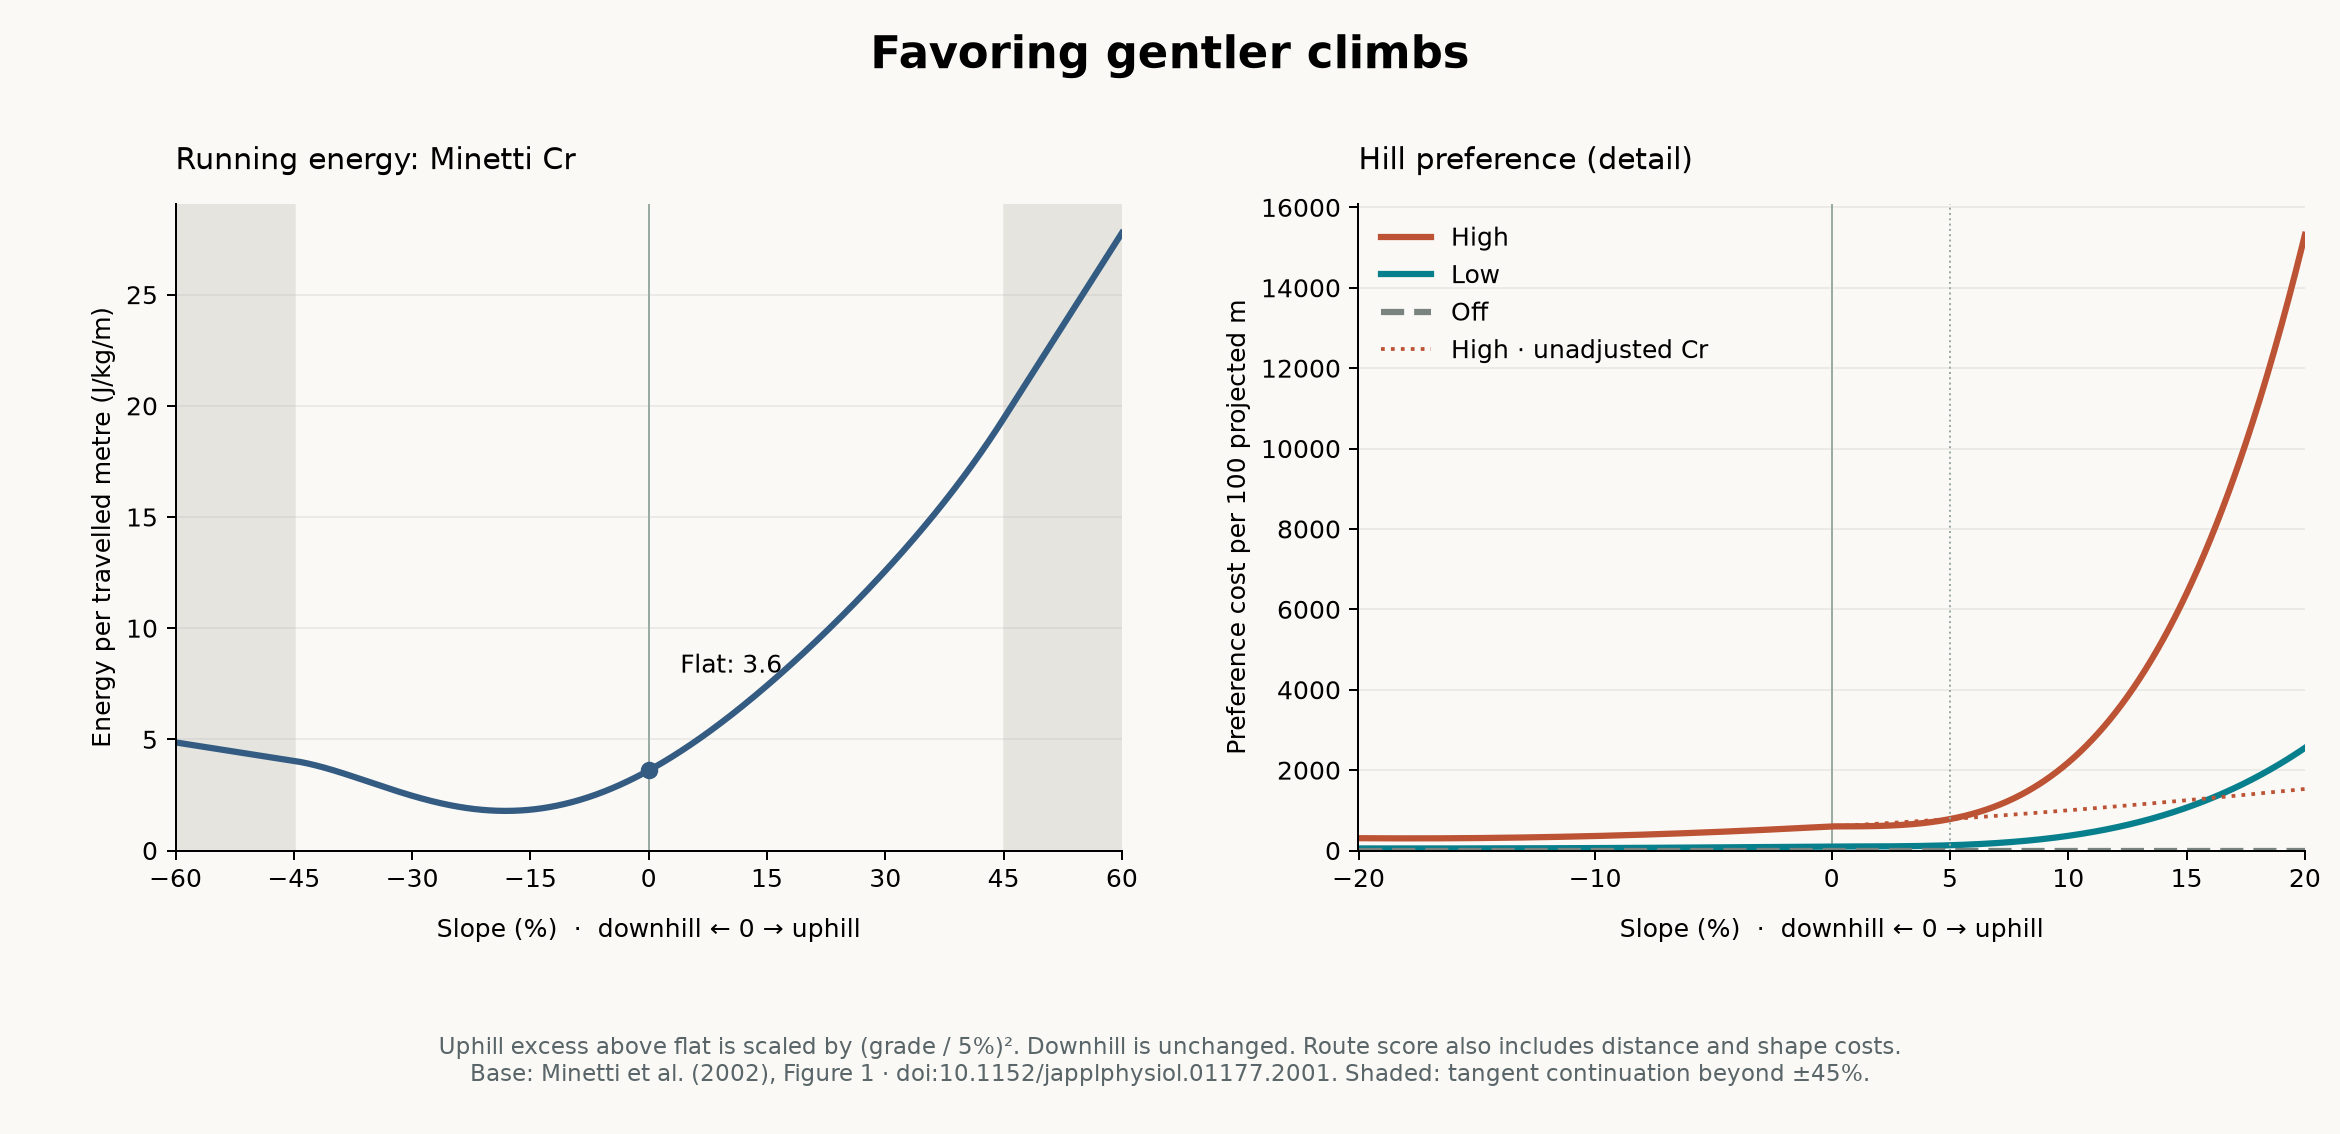 Favoring gentler climbs
Running energy: Minetti Cr
Energy per travelled metre (J/kg/m)
25
20
15
10
5
0
−60
−45
−30
−15
0
15
30
45
60
Flat: 3.6
Slope (%) · downhill ← 0 → uphill
Hill preference (detail)
Preference cost per 100 projected m
16000
14000
12000
10000
8000
6000
4000
2000
0
High
Low
Off
High · unadjusted Cr
−20
−10
0
5
10
15
20
Slope (%) · downhill ← 0 → uphill
Uphill excess above flat is scaled by (grade / 5%)². Downhill is unchanged. Route score also includes distance and shape costs.
Base: Minetti et al. (2002), Figure 1 · doi:10.1152/japplphysiol.01177.2001. Shaded: tangent continuation beyond ±45%.